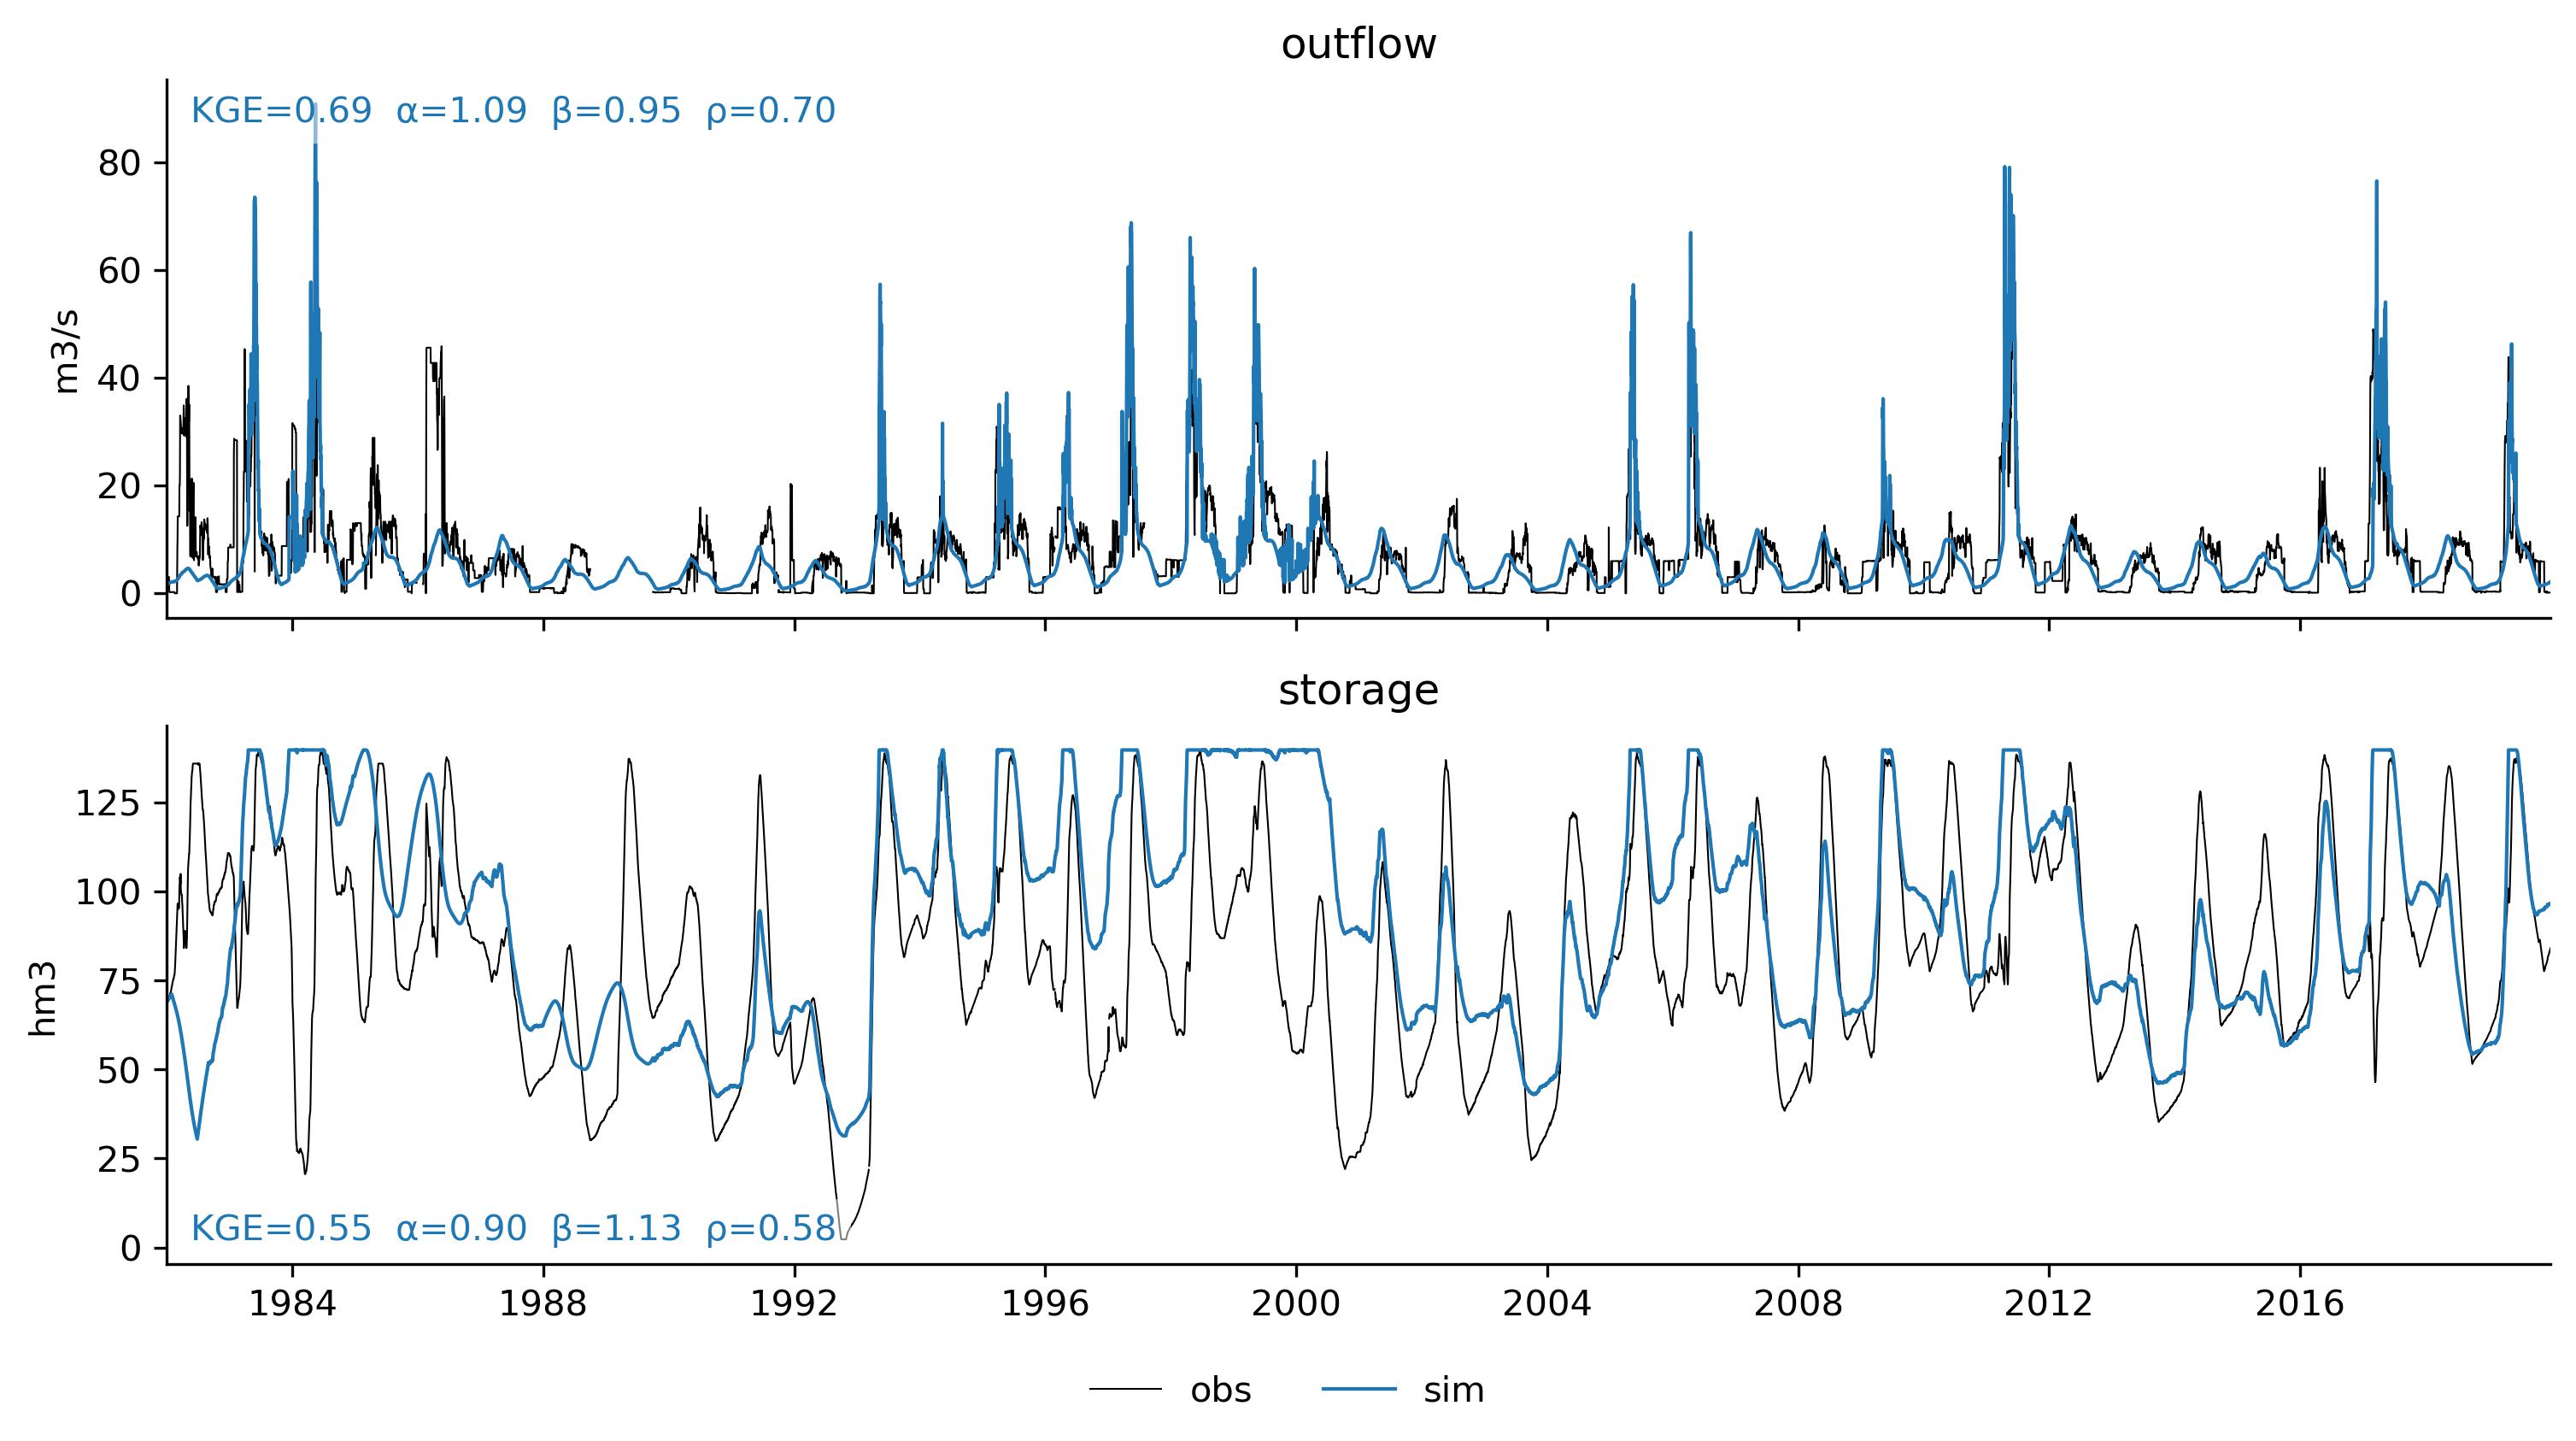 outflow
KGE=0.69 α=1.09 β=0.95 ρ=0.70
80
60
40
20
0
m3/s
storage
125
100
75
50
25
0
hm3
KGE=0.55 α=0.90 β=1.13 ρ=0.58
1984 1988 1992 1996 2000 2004 2008 2012 2016
obs sim